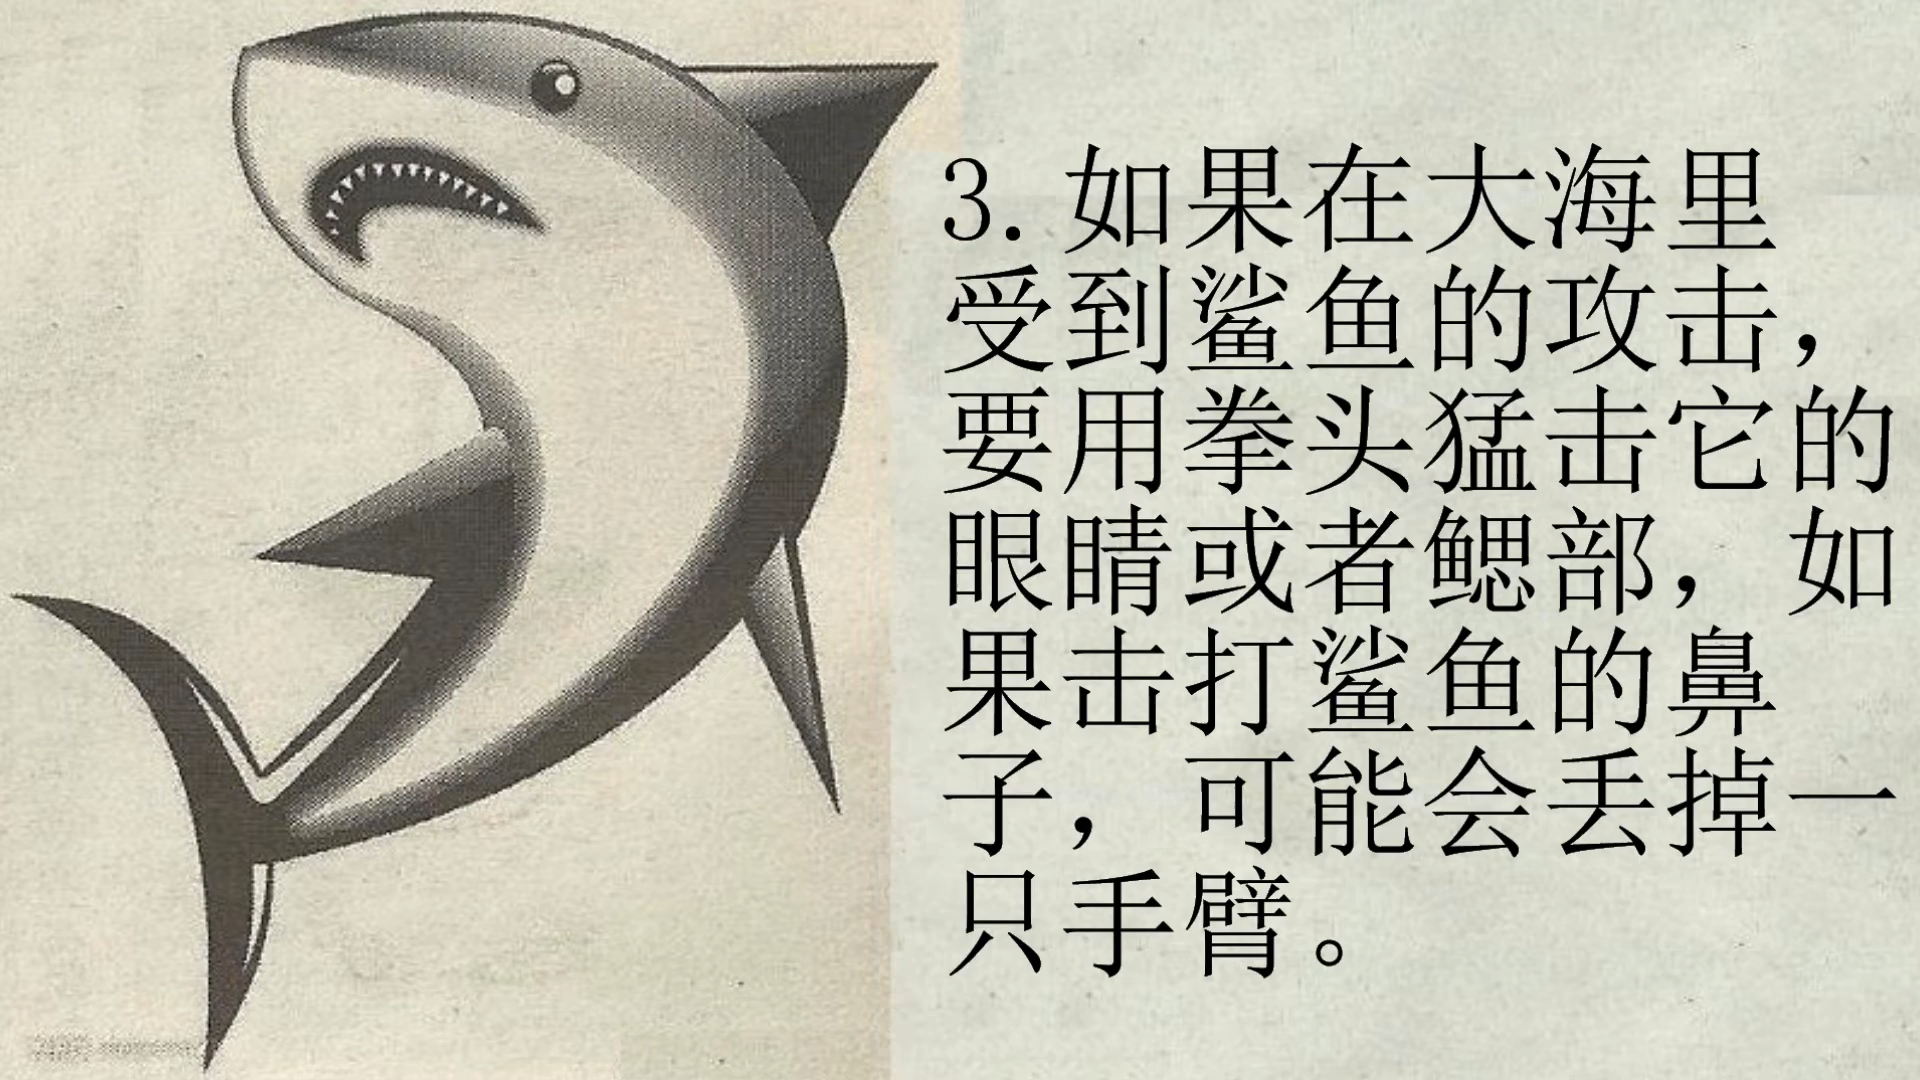 3.如果在大海里
受到鲨鱼的攻击，
要用拳头猛击它的
眼睛或者鳃部，如
果击打鲨鱼的鼻
子，可能会丢掉一
只手臂。